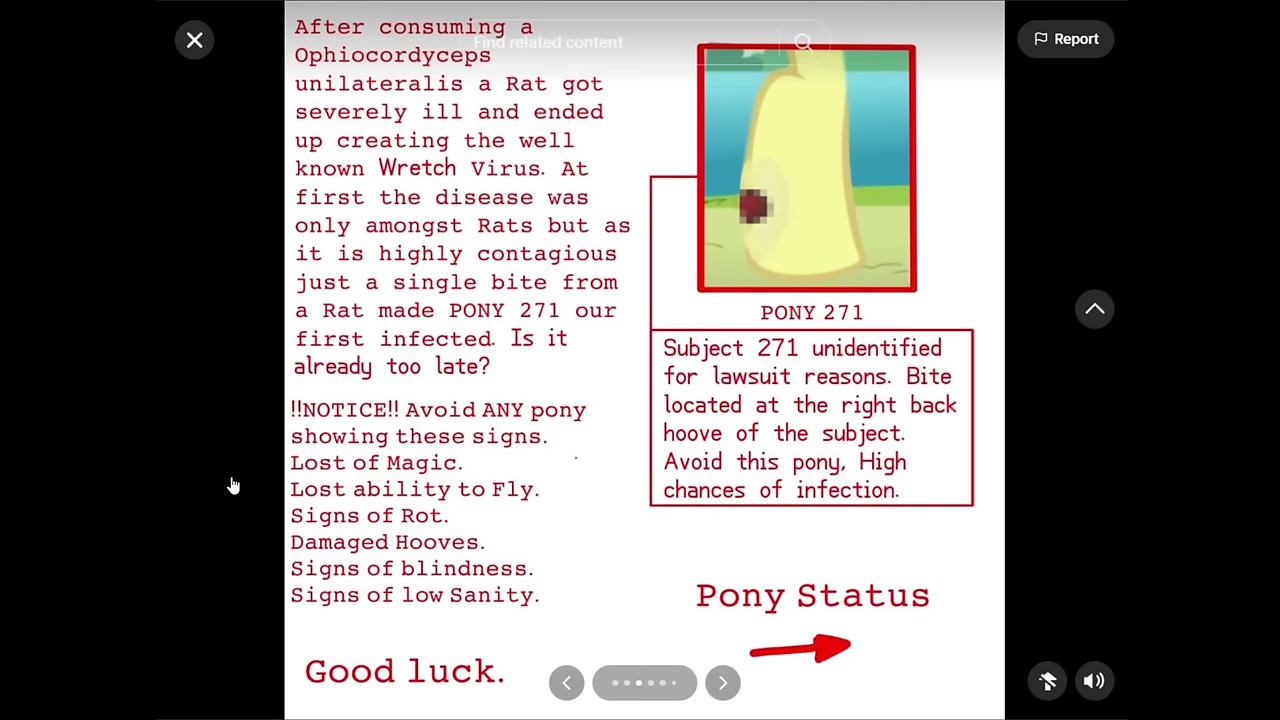 After consuming a
Ophiocordyceps
unilateralis a Rat got
severely ill and ended
up creating the well
known Wretch Virus. At
first the disease was
only amongst Rats but as
it is highly contagious
just a single bite from
a Rat made PONY 271 our
first infected. Is it
already too late?
!!NOTICE!! Avoid ANY pony
showing these signs.
Lost of Magic.
Lost ability to Fly.
Signs of Rot.
Damaged Hooves.
Signs of blindness.
Signs of low Sanity.
Good luck.
Find related content
Report
PONY 271
Subject 271 unidentified
for lawsuit reasons. Bite
located at the right back
hoove of the subject.
Avoid this pony, High
chances of infection.
Pony Status